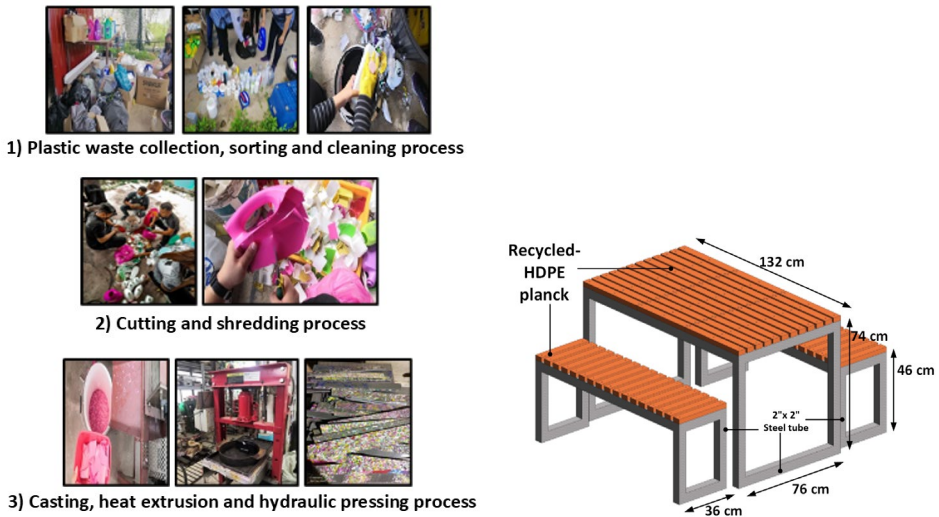 1) Plastic waste collection, sorting and cleaning process
2) Cutting and shredding process
3) Casting, heat extrusion and hydraulic pressing process
Recycled-
HDPE
planck
132 cm
74 cm
46 cm
2"x 2"
Steel tube
76 cm
36 cm